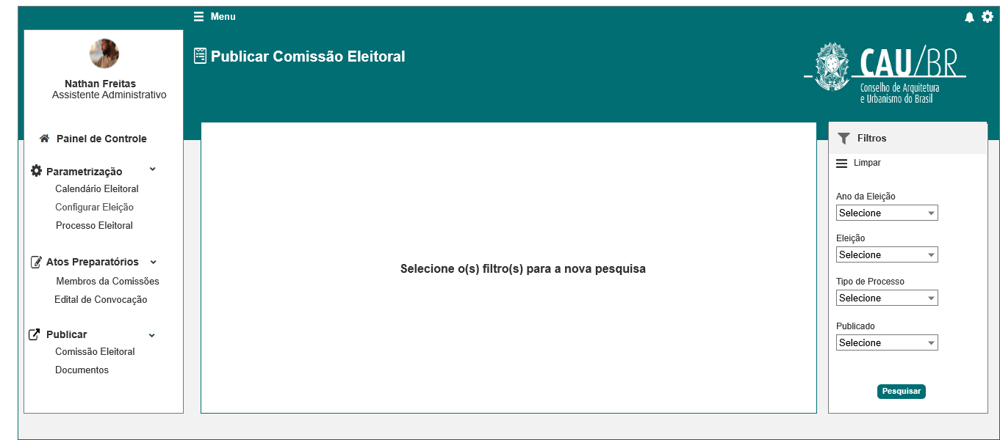 Menu
Publicar Comissão Eleitoral
CAU/BR
Conselho de Arquitetura
e Urbanismo do Brasil
Nathan Freitas
Assistente Administrativo
Painel de Controle
Parametrização
Calendário Eleitoral
Configurar Eleição
Processo Eleitoral
Atos Preparatórios
Membros da Comissões
Edital de Convocação
Publicar
Comissão Eleitoral
Documentos
Selecione o(s) filtro(s) para a nova pesquisa
Filtros
Limpar
Ano da Eleição
Selecione
Eleição
Selecione
Tipo de Processo
Selecione
Publicado
Selecione
Pesquisar